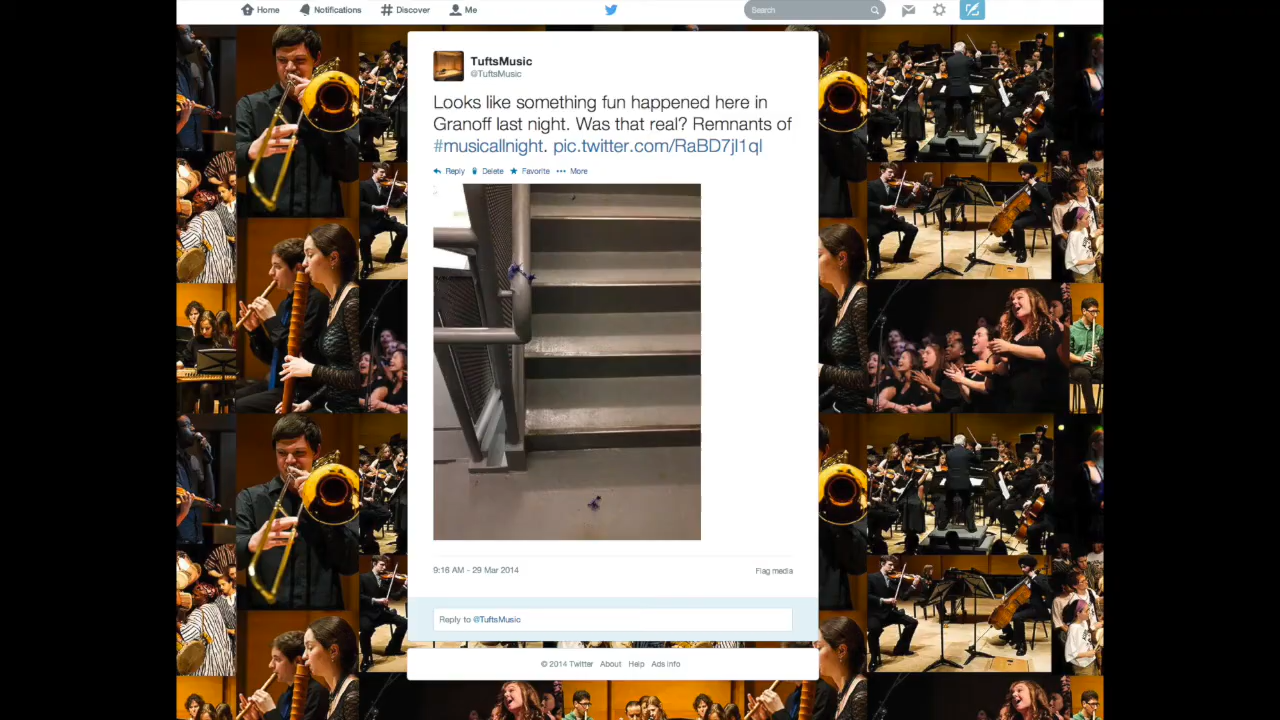 Home Notifications Discover Me Search
TuftsMusic
@TuftsMusic
Looks like something fun happened here in
Granoff last night. Was that real? Remnants of
#musicallnight. pic.twitter.com/RaBD7jl1ql
Reply Delete Favorite More
9:16 AM - 29 Mar 2014 Flag media
Reply to @TuftsMusic
© 2014 Twitter About Help Ads info